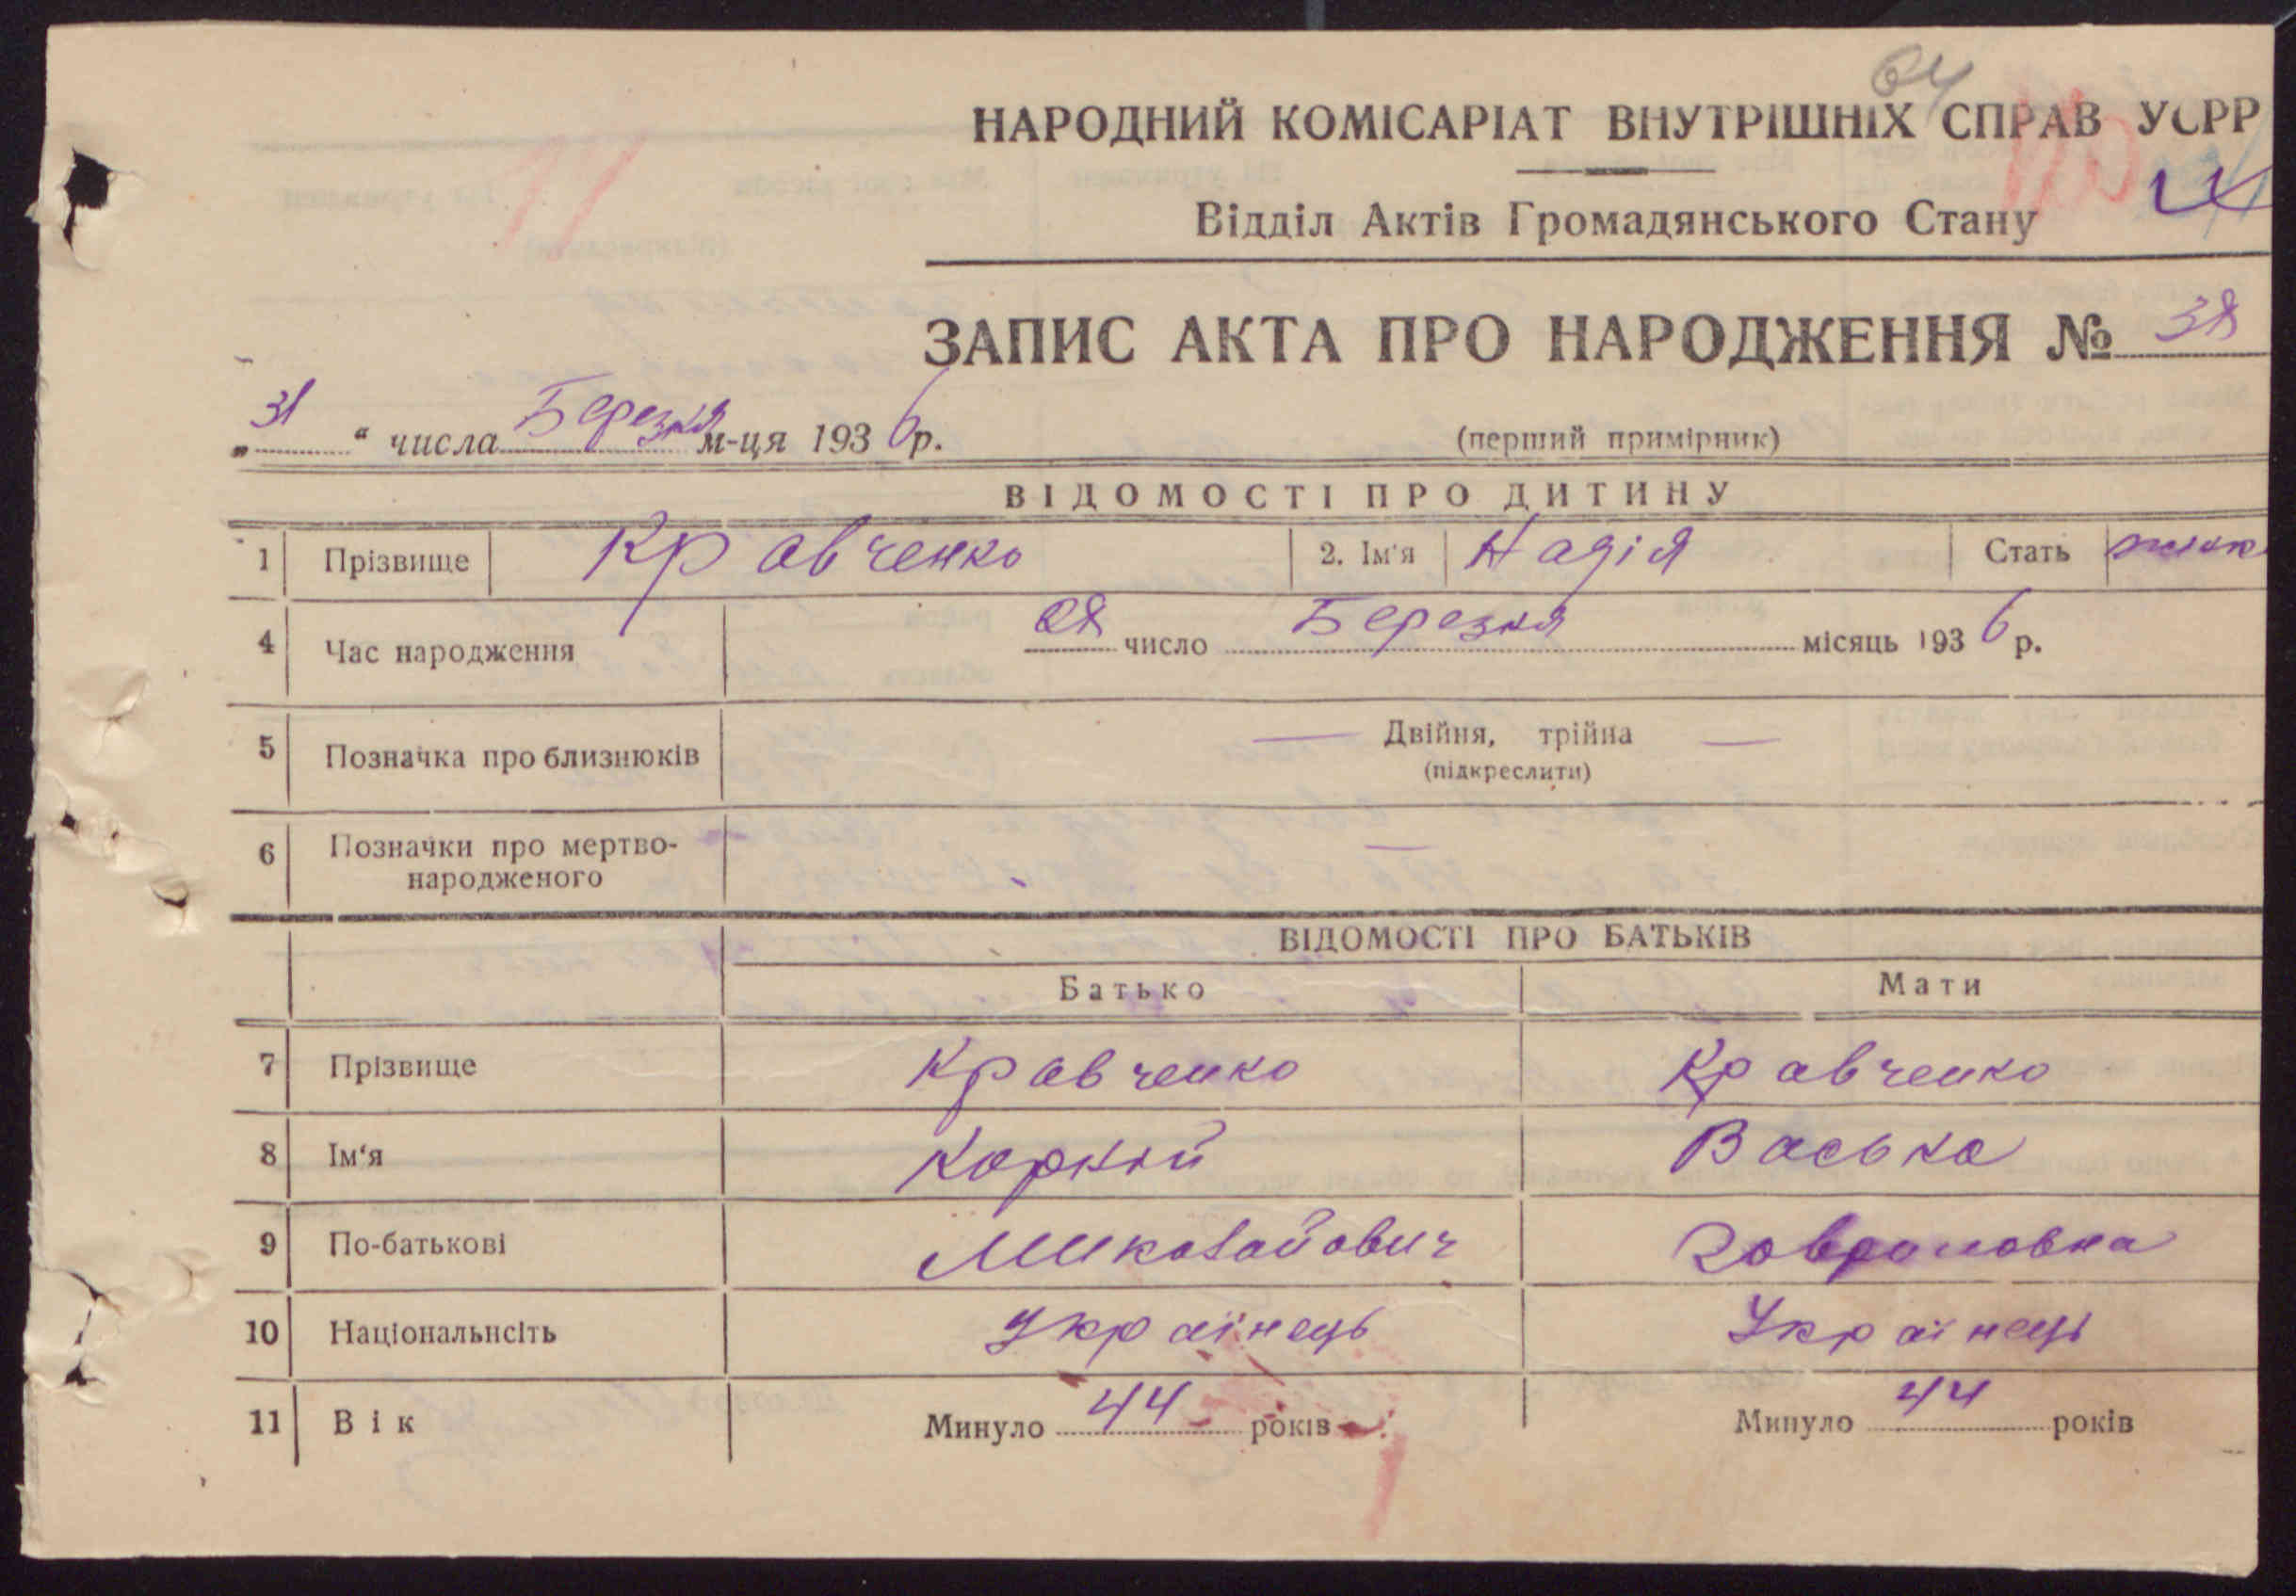 64
НАРОДНИЙ КОМІСАРІАТ ВНУТРІШНІХ СПРАВ УСРР
Відділ Актів Громадянського Стану
ЗАПИС АКТА ПРО НАРОДЖЕННЯ № 38
„ 31 “ числа Березня м-ця 1936 р.
(перший примірник)
ВІДОМОСТІ ПРО ДИТИНУ
1 Прізвище Кравченко 2. Ім'я Надія Стать
4 Час народження 28 число Березня місяць 1936 р.
5 Позначка про близнюків — Двійня, трійна —
(підкреслити)
6 Позначки про мертво-
народженого —
ВІДОМОСТІ ПРО БАТЬКІВ
Батько Мати
7 Прізвище Кравченко Кравченко
8 Ім'я Корній Васька
9 По-батькові Миколайович Говриловна
10 Національнсіть Українець Українець
11 Вік Минуло 44 років Минуло 44 років